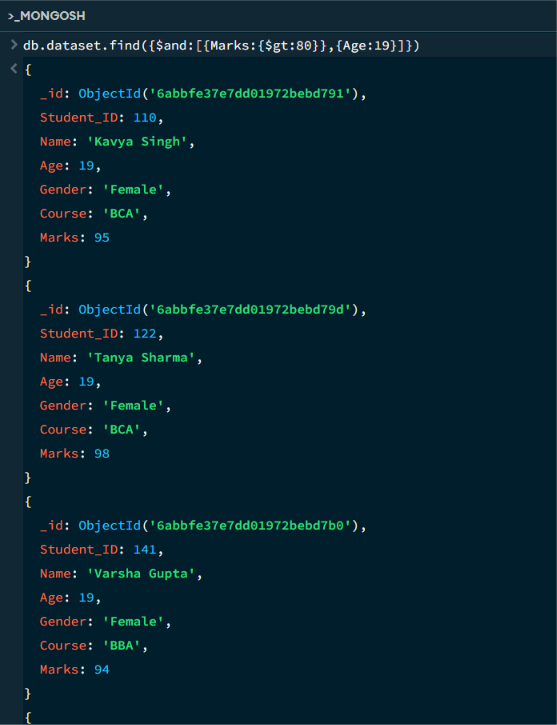 >_MONGOSH
> db.dataset.find({$and:[{Marks:{$gt:80}},{Age:19}]})
< {
_id: ObjectId('6abbfe37e7dd01972bebd791'),
Student_ID: 110,
Name: 'Kavya Singh',
Age: 19,
Gender: 'Female',
Course: 'BCA',
Marks: 95
}
{
_id: ObjectId('6abbfe37e7dd01972bebd79d'),
Student_ID: 122,
Name: 'Tanya Sharma',
Age: 19,
Gender: 'Female',
Course: 'BCA',
Marks: 98
}
{
_id: ObjectId('6abbfe37e7dd01972bebd7b0'),
Student_ID: 141,
Name: 'Varsha Gupta',
Age: 19,
Gender: 'Female',
Course: 'BBA',
Marks: 94
}
{